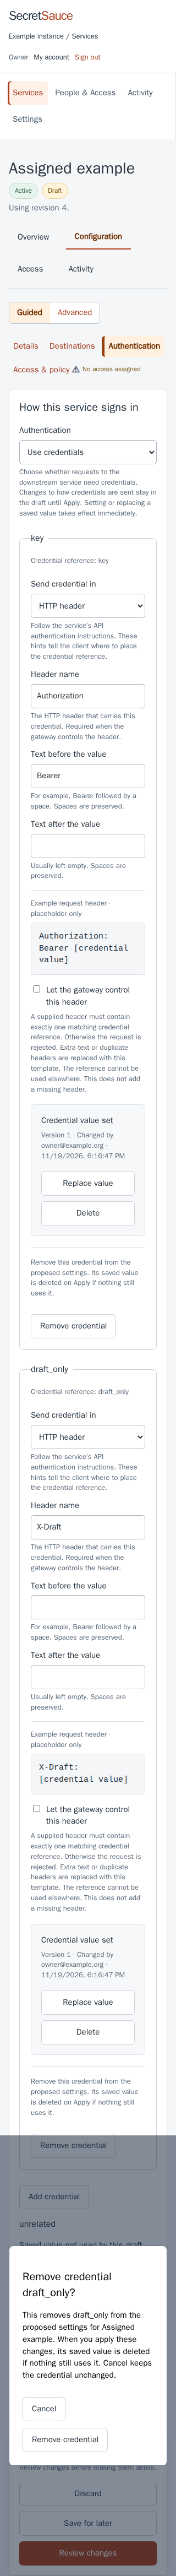 SecretSauce
Example instance / Services
Owner My account Sign out
Services People & Access Activity
Settings
Assigned example
Active Draft
Using revision 4.
Overview Configuration
Access Activity
Guided Advanced
Details Destinations Authentication
Access & policy ⚠ No access assigned
How this service signs in
Authentication
Use credentials
Choose whether requests to the
downstream service need credentials.
Changes to how credentials are sent stay in
the draft until Apply. Setting or replacing a
saved value takes effect immediately.
key
Credential reference: key
Send credential in
HTTP header
Follow the service's API
authentication instructions. These
hints tell the client where to place
the credential reference.
Header name
Authorization
The HTTP header that carries this
credential. Required when the
gateway controls the header.
Text before the value
Bearer
For example, Bearer followed by a
space. Spaces are preserved.
Text after the value
Usually left empty. Spaces are
preserved.
Example request header ·
placeholder only
Authorization:
Bearer [credential
value]
Let the gateway control
this header
A supplied header must contain
exactly one matching credential
reference. Otherwise the request is
rejected. Extra text or duplicate
headers are replaced with this
template. The reference cannot be
used elsewhere. This does not add
a missing header.
Credential value set
Version 1 · Changed by
owner@example.org ·
11/19/2026, 6:16:47 PM
Replace value
Delete
Remove this credential from the
proposed settings. Its saved value
is deleted on Apply if nothing still
uses it.
Remove credential
draft_only
Credential reference: draft_only
Send credential in
HTTP header
Follow the service's API
authentication instructions. These
hints tell the client where to place
the credential reference.
Header name
X-Draft
The HTTP header that carries this
credential. Required when the
gateway controls the header.
Text before the value
For example, Bearer followed by a
space. Spaces are preserved.
Text after the value
Usually left empty. Spaces are
preserved.
Example request header ·
placeholder only
X-Draft:
[credential value]
Let the gateway control
this header
A supplied header must contain
exactly one matching credential
reference. Otherwise the request is
rejected. Extra text or duplicate
headers are replaced with this
template. The reference cannot be
used elsewhere. This does not add
a missing header.
Credential value set
Version 1 · Changed by
owner@example.org ·
11/19/2026, 6:16:47 PM
Replace value
Delete
Remove this credential from the
proposed settings. Its saved value
is deleted on Apply if nothing still
uses it.
Remove credential
Add credential
unrelated
Saved value not used by this draft.
Remove credential
draft_only?
This removes draft_only from the
proposed settings for Assigned
example. When you apply these
changes, its saved value is deleted
if nothing still uses it. Cancel keeps
the credential unchanged.
Cancel
Remove credential
Review changes before making them active.
Discard
Save for later
Review changes